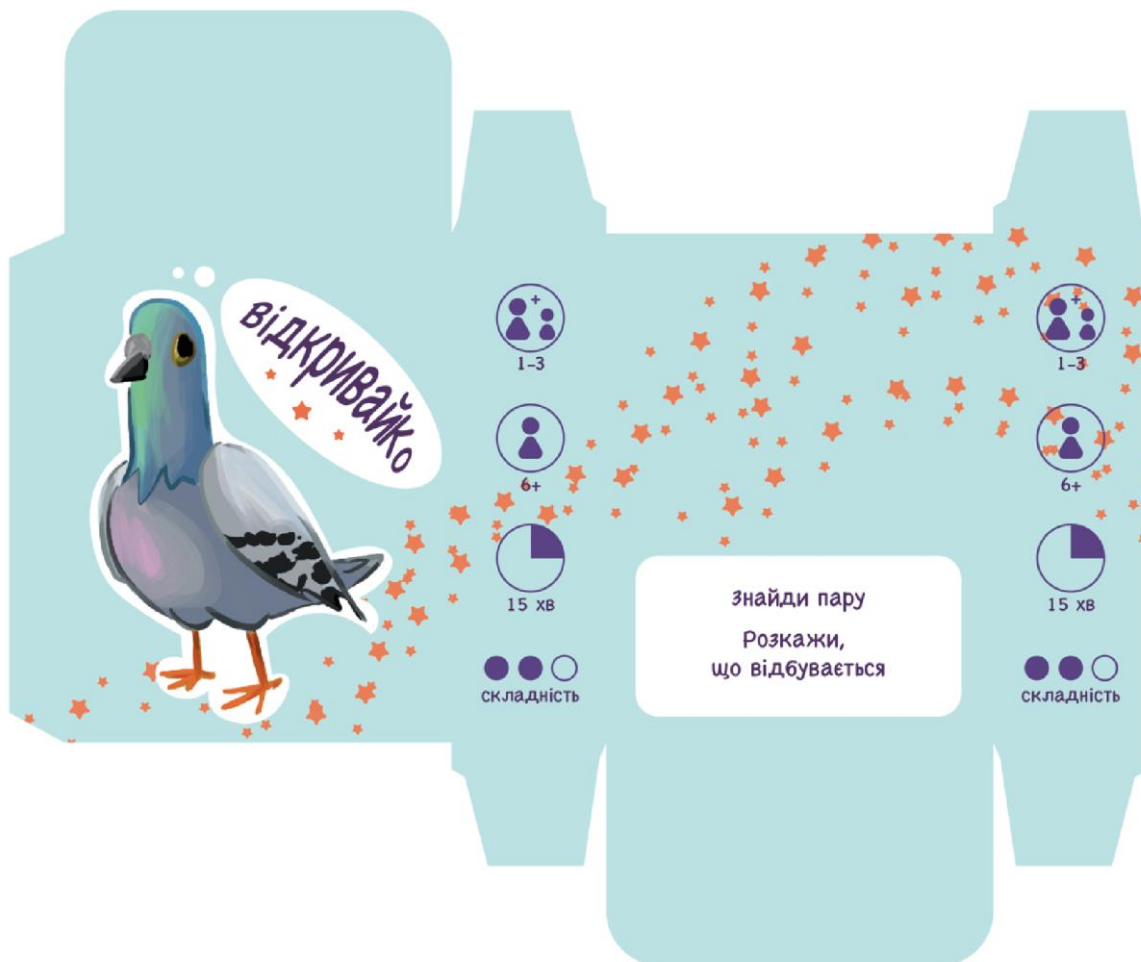 відкривайко
1-3
6+
15 хв
складність
Знайди пару
Розкажи,
що відбувається
1-3
6+
15 хв
складність